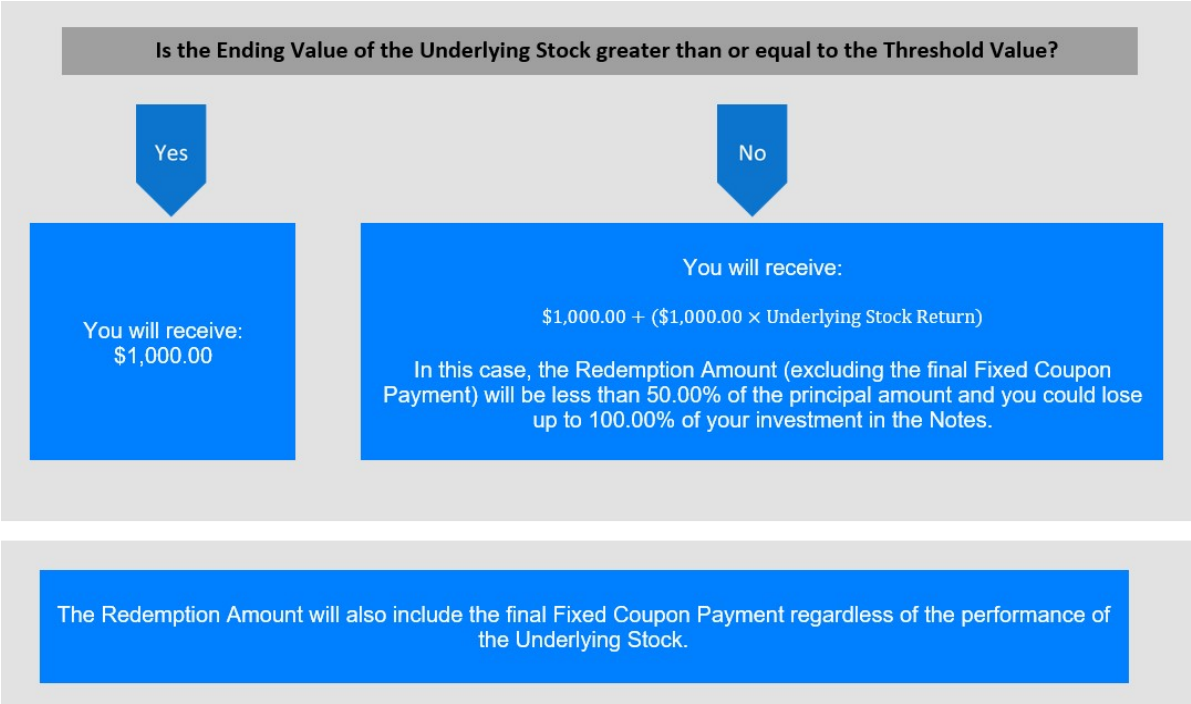 Is the Ending Value of the Underlying Stock greater than or equal to the Threshold Value?
Yes
No
You will receive:
$1,000.00
You will receive:
$1,000.00 + ($1,000.00 × Underlying Stock Return)
In this case, the Redemption Amount (excluding the final Fixed Coupon
Payment) will be less than 50.00% of the principal amount and you could lose
up to 100.00% of your investment in the Notes.
The Redemption Amount will also include the final Fixed Coupon Payment regardless of the performance of
the Underlying Stock.